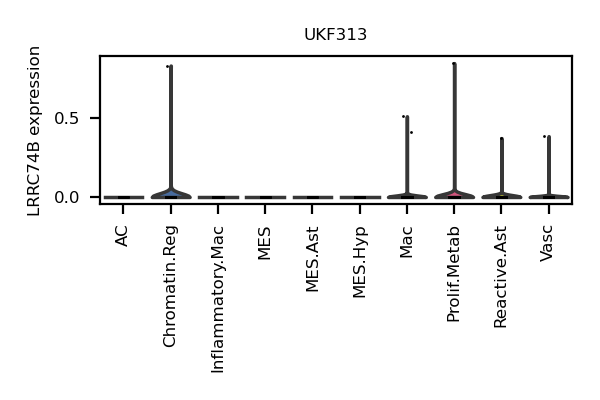 UKF313
LRRC74B expression
0.5
0.0
AC
Chromatin.Reg
Inflammatory.Mac
MES
MES.Ast
MES.Hyp
Mac
Prolif.Metab
Reactive.Ast
Vasc